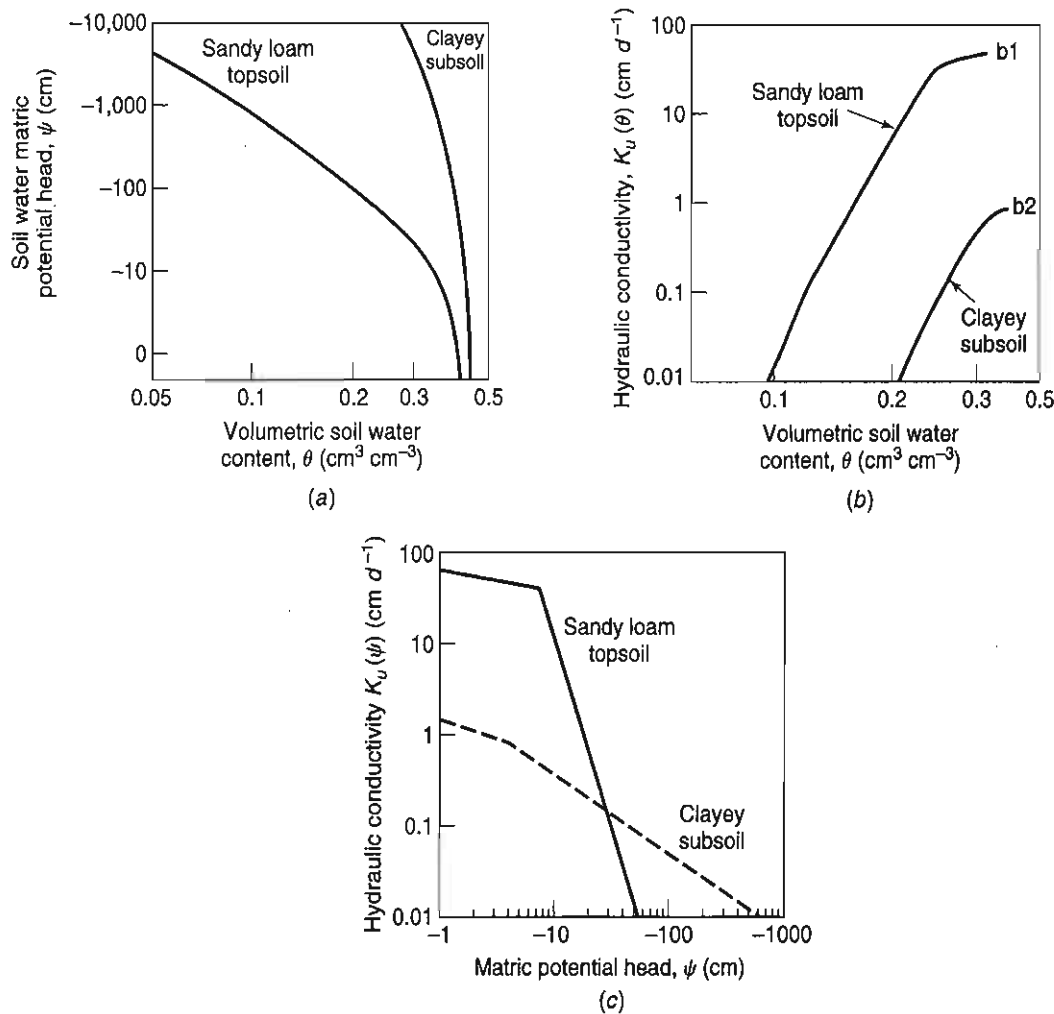 Soil water matric
potential head, ψ (cm)
−10,000
−1,000
−100
−10
0
Sandy loam
topsoil
Clayey
subsoil
0.05
0.1
0.2
0.3
0.5
Volumetric soil water
content, θ (cm³ cm⁻³)
(a)
Hydraulic conductivity, Kᵤ (θ) (cm d⁻¹)
100
10
1
0.1
0.01
Sandy loam
topsoil
b1
b2
Clayey
subsoil
0.1
0.2
0.3
0.5
Volumetric soil water
content, θ (cm³ cm⁻³)
(b)
Hydraulic conductivity Kᵤ (ψ) (cm d⁻¹)
100
10
1
0.1
0.01
Sandy loam
topsoil
Clayey
subsoil
−1
−10
−100
−1000
Matric potential head, ψ (cm)
(c)